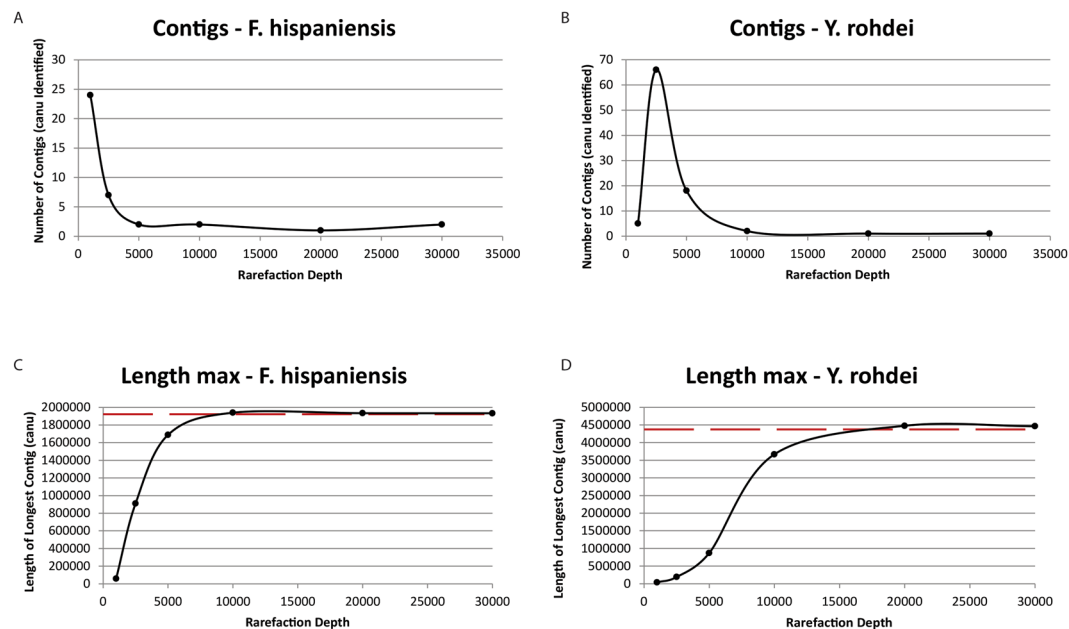 A
Contigs - F. hispaniensis
Number of Contigs (canu Identified)
30
25
20
15
10
5
0
0 5000 10000 15000 20000 25000 30000 35000
Rarefaction Depth
B
Contigs - Y. rohdei
Number of Contigs (canu Identified)
70
60
50
40
30
20
10
0
0 5000 10000 15000 20000 25000 30000 35000
Rarefaction Depth
C
Length max - F. hispaniensis
Length of Longest Contig (canu)
2000000
1800000
1600000
1400000
1200000
1000000
800000
600000
400000
200000
0
0 5000 10000 15000 20000 25000 30000
Rarefaction Depth
D
Length max - Y. rohdei
Length of Longest Contig (canu)
5000000
4500000
4000000
3500000
3000000
2500000
2000000
1500000
1000000
500000
0
0 5000 10000 15000 20000 25000 30000
Rarefaction Depth